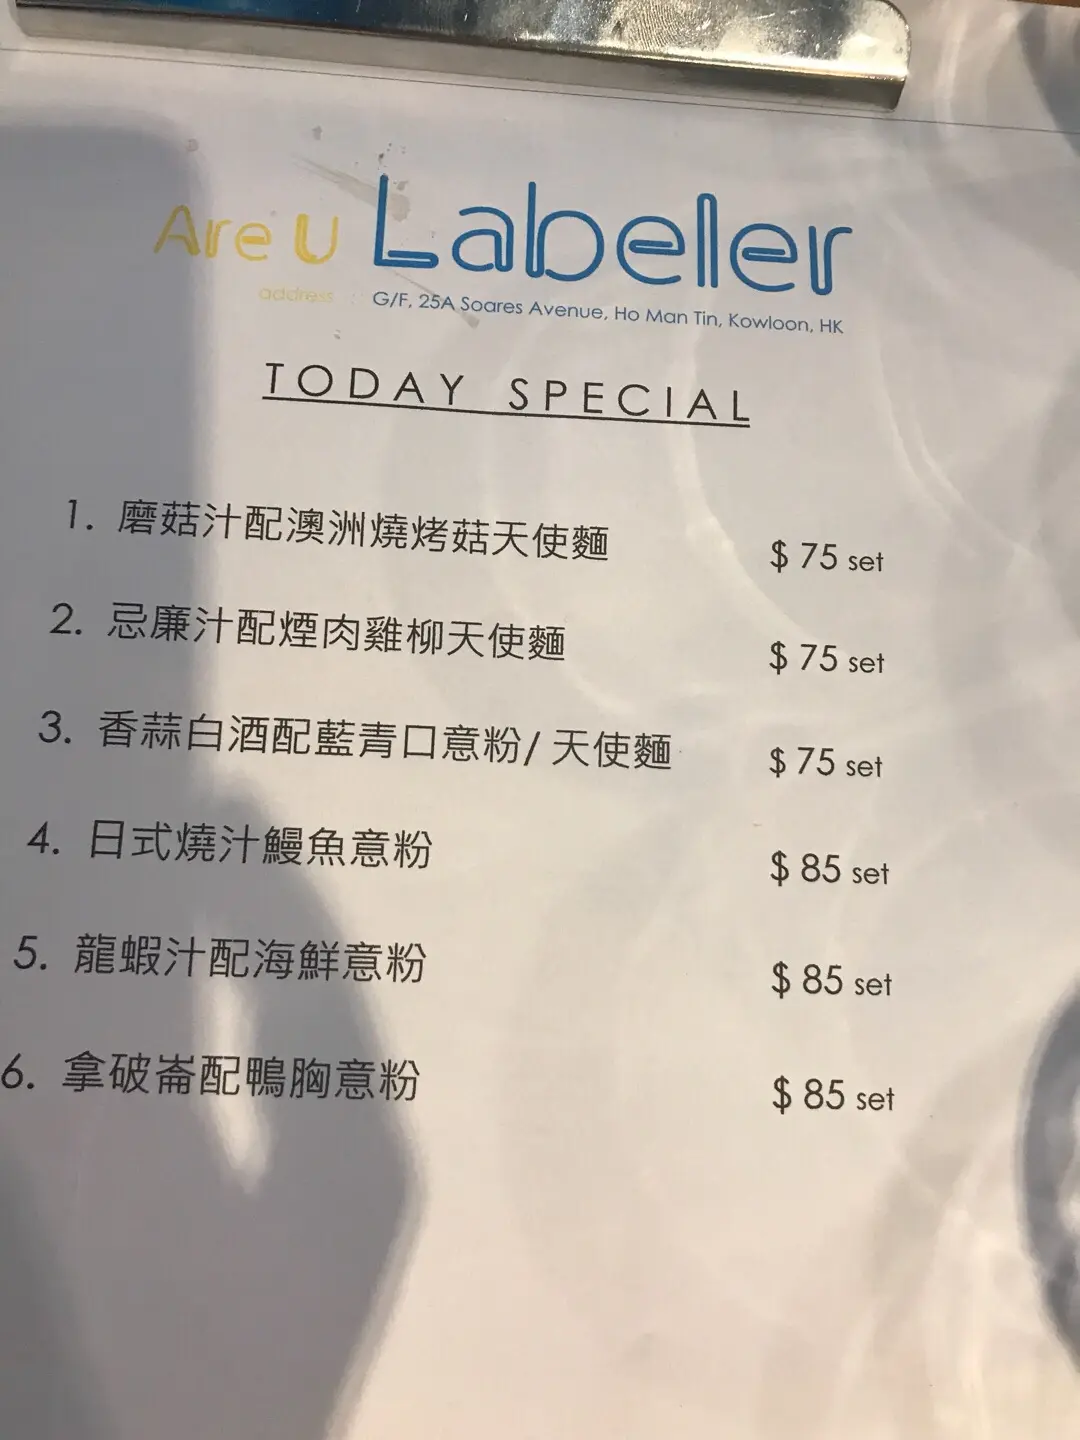 Are U Labeler
address : G/F, 25A Soares Avenue, Ho Man Tin, Kowloon, HK
TODAY SPECIAL
1. 磨菇汁配澳洲燒烤菇天使麵 $ 75 set
2. 忌廉汁配煙肉雞柳天使麵 $ 75 set
3. 香蒜白酒配藍青口意粉/ 天使麵 $ 75 set
4. 日式燒汁鰻魚意粉 $ 85 set
5. 龍蝦汁配海鮮意粉 $ 85 set
6. 拿破崙配鴨胸意粉 $ 85 set